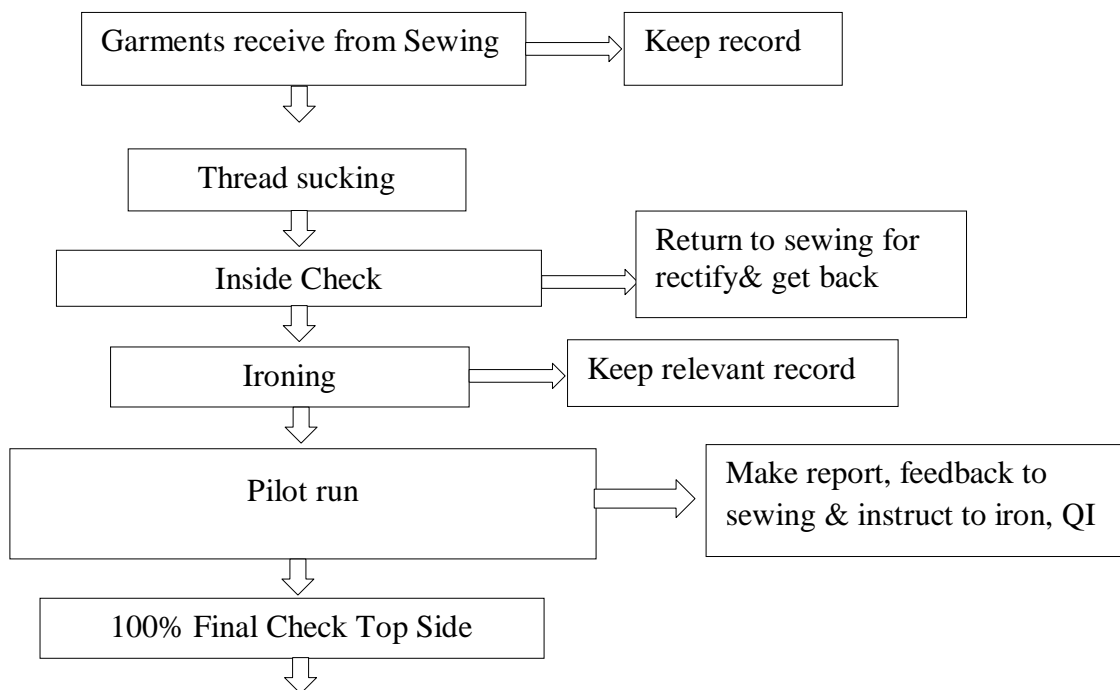 Garments receive from Sewing
Keep record
Thread sucking
Inside Check
Return to sewing for
rectify& get back
Ironing
Keep relevant record
Pilot run
Make report, feedback to
sewing & instruct to iron, QI
100% Final Check Top Side